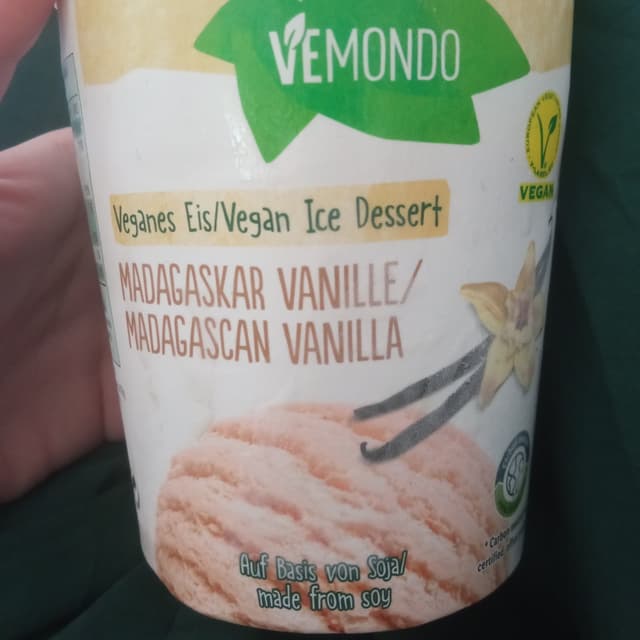 VEMONDO
VEGAN
Veganes Eis/Vegan Ice Dessert
MADAGASKAR VANILLE/
MADAGASCAN VANILLA
Auf Basis von Soja/
made from soy